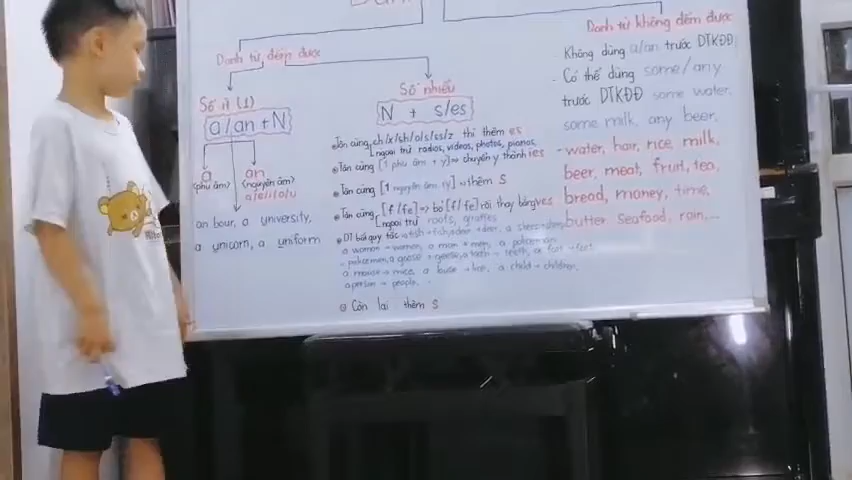 Danh từ
Danh từ đếm được
Số ít (1)
a/an + N
a
(phụ âm)
an
(nguyên âm)
a/e/i/o/u
an hour, a university,
a unicorn, a uniform
Số nhiều
N + s/es
Tận cùng ch/x/sh/o/s/ss/z thì thêm es
ngoại trừ radios, videos, photos, pianos,
Tận cùng [1 phụ âm + y] => chuyển y thành ies
Tận cùng [1 nguyên âm + y] => thêm s
Tận cùng [f/fe] => bỏ [f/fe] rồi thay bằng ves
ngoại trừ roofs, giraffes
ĐT bất quy tắc: a fish → fish, a deer → deer, a sheep → sheep
a woman → women, a man → men, a policeman
→ policemen, a goose → geese, a tooth → teeth, a foot → feet
a mouse → mice, a louse → lice, a child → children,
a person → people,
Còn lại thêm s
Danh từ không đếm được
Không dùng a/an trước DTKĐĐ
- Có thể dùng some/any
trước DTKĐĐ some water,
some milk, any beer.
- water, hair, rice, milk,
beer, meat, fruit, tea,
bread, money, time,
butter, seafood, rain,...